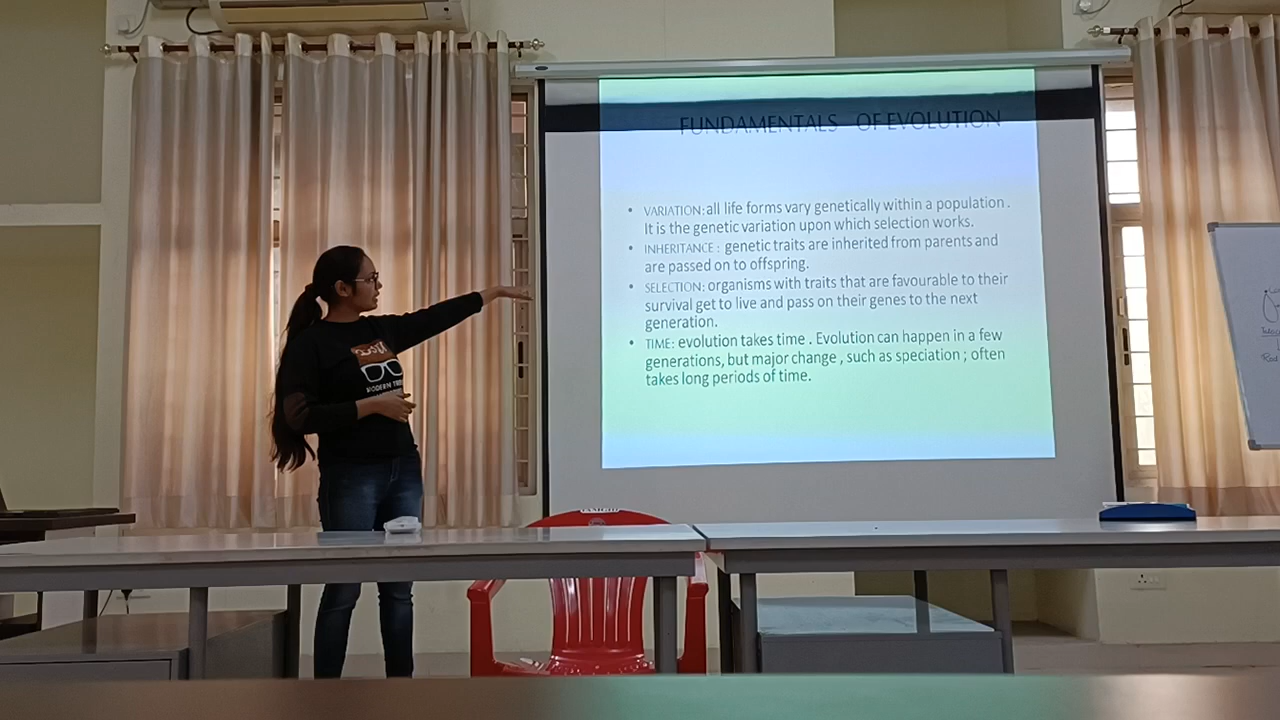 FUNDAMENTALS OF EVOLUTION
• VARIATION: all life forms vary genetically within a population .
It is the genetic variation upon which selection works.
• INHERITANCE : genetic traits are inherited from parents and
are passed on to offspring.
• SELECTION: organisms with traits that are favourable to their
survival get to live and pass on their genes to the next
generation.
• TIME: evolution takes time . Evolution can happen in a few
generations, but major change , such as speciation ; often
takes long periods of time.
MODERN